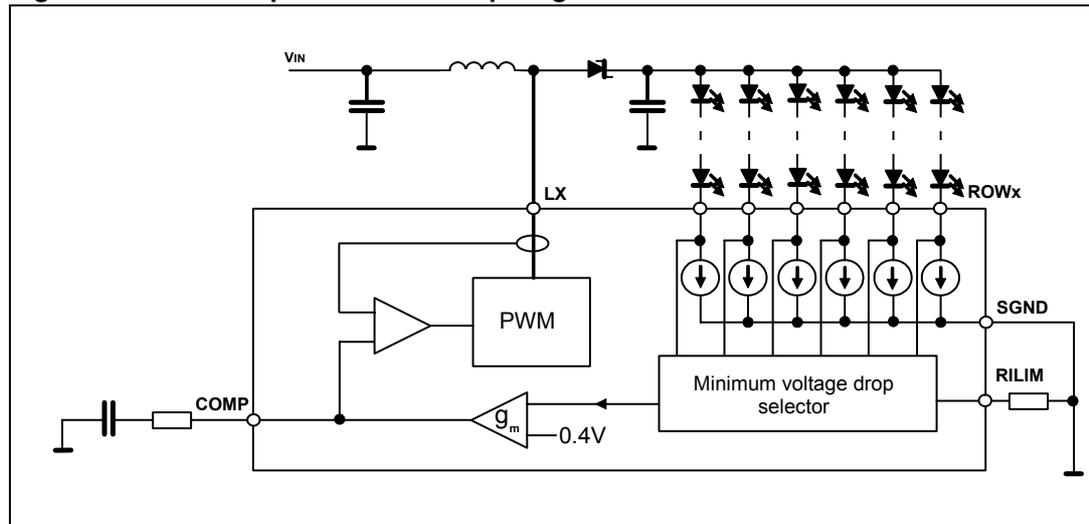 VIN
LX
ROWx
PWM
SGND
Minimum voltage drop
selector
RILIM
COMP
gm
0.4V